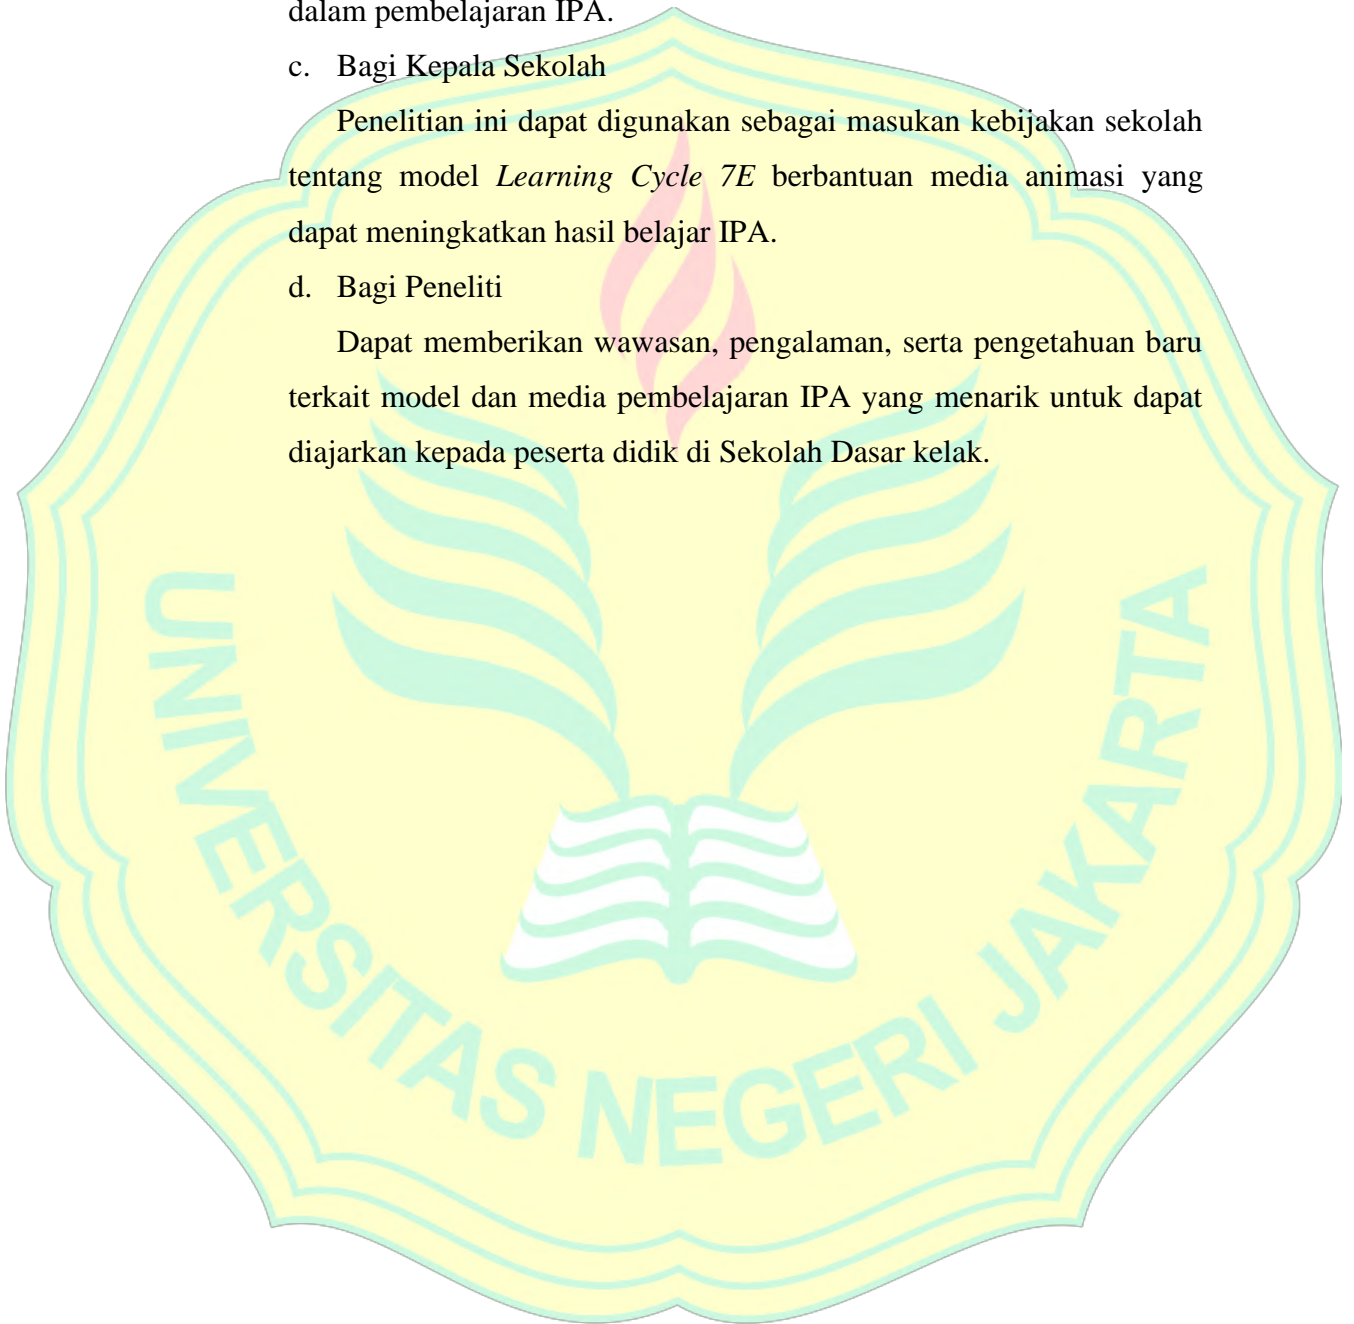 dalam pembelajaran IPA.
c. Bagi Kepala Sekolah
Penelitian ini dapat digunakan sebagai masukan kebijakan sekolah
tentang model Learning Cycle 7E berbantuan media animasi yang
dapat meningkatkan hasil belajar IPA.
d. Bagi Peneliti
Dapat memberikan wawasan, pengalaman, serta pengetahuan baru
terkait model dan media pembelajaran IPA yang menarik untuk dapat
diajarkan kepada peserta didik di Sekolah Dasar kelak.
UNIVERSITAS NEGERI JAKARTA